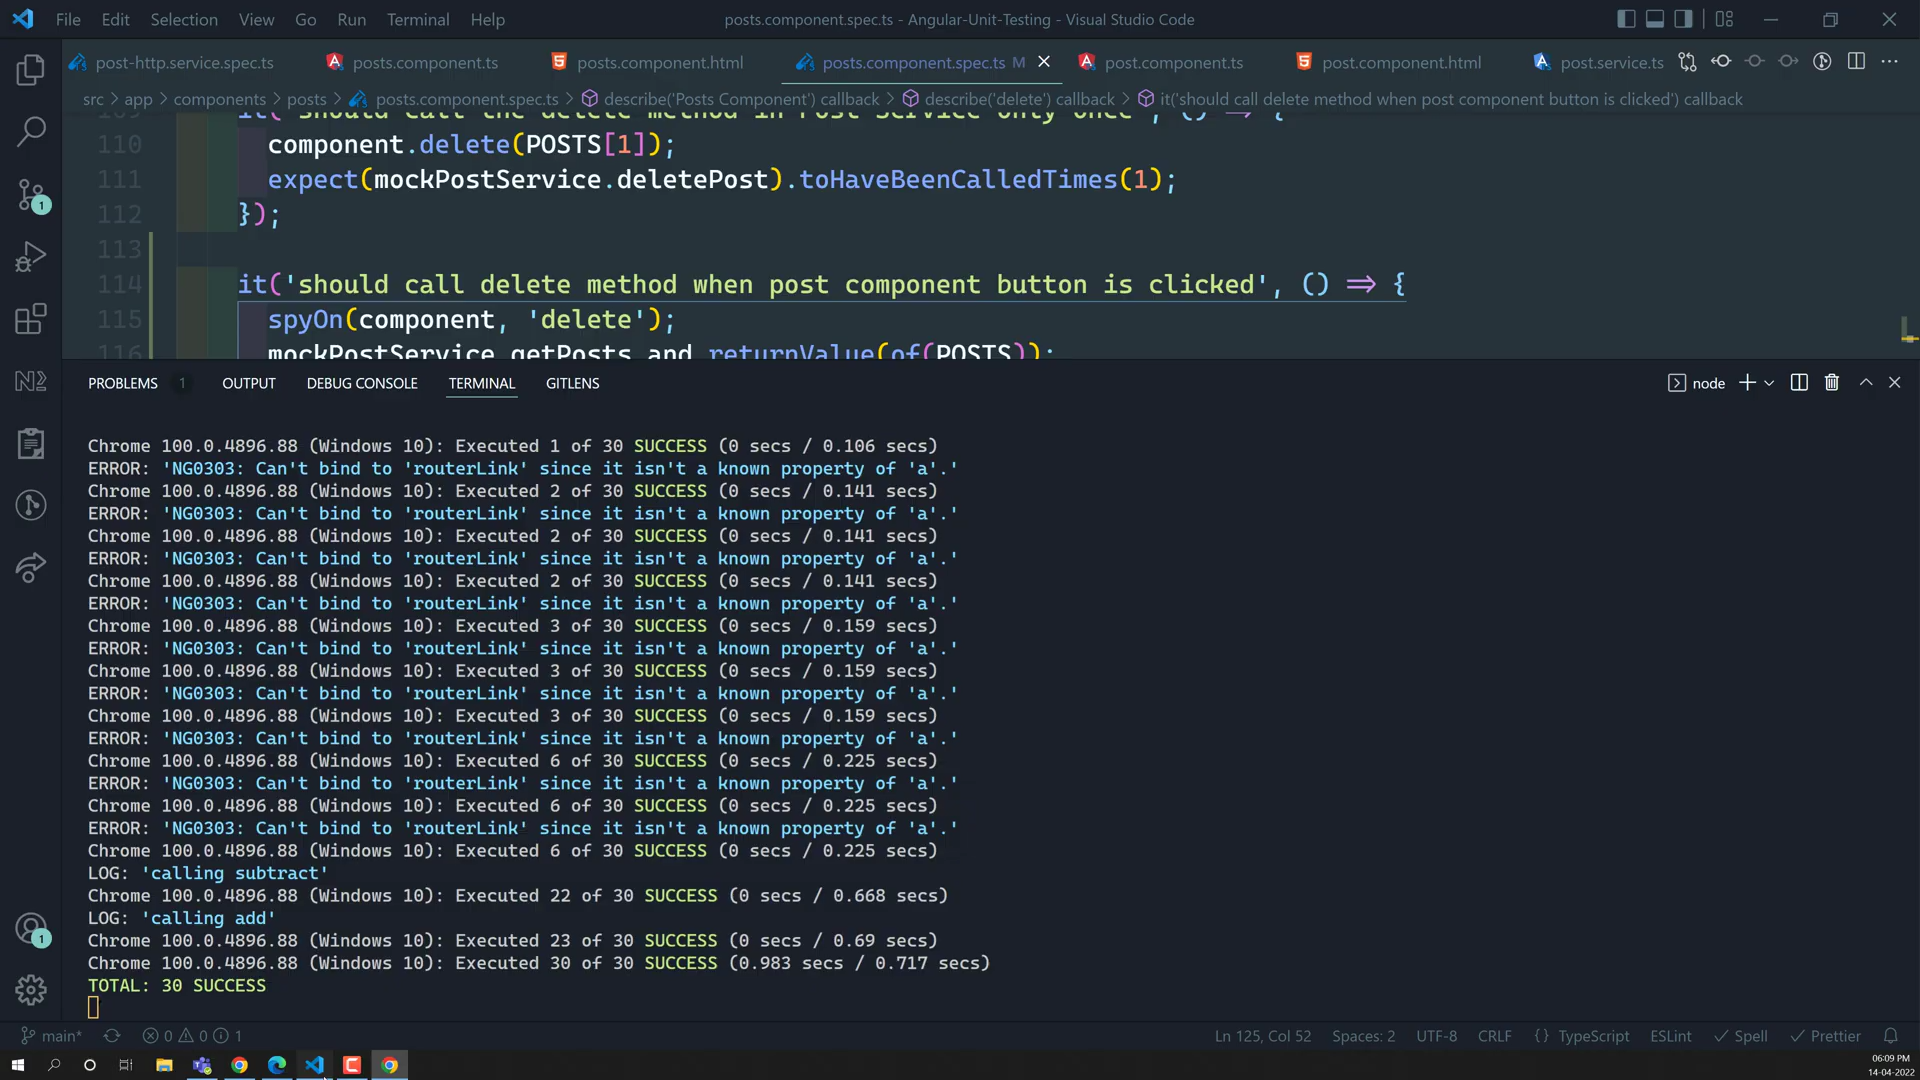 File Edit Selection View Go Run Terminal Help posts.component.spec.ts - Angular-Unit-Testing - Visual Studio Code
post-http.service.spec.ts posts.component.ts posts.component.html posts.component.spec.ts M post.component.ts post.component.html post.service.ts
src > app > components > posts > posts.component.spec.ts > describe('Posts Component') callback > describe('delete') callback > it('should call delete method when post component button is clicked') callback
109 it('should call the delete method in Post Service only once', () => {
110 component.delete(POSTS[1]);
111 expect(mockPostService.deletePost).toHaveBeenCalledTimes(1);
112 });
113
114 it('should call delete method when post component button is clicked', () => {
115 spyOn(component, 'delete');
116 mockPostService.getPosts.and.returnValue(of(POSTS));
PROBLEMS 1 OUTPUT DEBUG CONSOLE TERMINAL GITLENS node
Chrome 100.0.4896.88 (Windows 10): Executed 1 of 30 SUCCESS (0 secs / 0.106 secs)
ERROR: 'NG0303: Can't bind to 'routerLink' since it isn't a known property of 'a'.'
Chrome 100.0.4896.88 (Windows 10): Executed 2 of 30 SUCCESS (0 secs / 0.141 secs)
ERROR: 'NG0303: Can't bind to 'routerLink' since it isn't a known property of 'a'.'
Chrome 100.0.4896.88 (Windows 10): Executed 2 of 30 SUCCESS (0 secs / 0.141 secs)
ERROR: 'NG0303: Can't bind to 'routerLink' since it isn't a known property of 'a'.'
Chrome 100.0.4896.88 (Windows 10): Executed 2 of 30 SUCCESS (0 secs / 0.141 secs)
ERROR: 'NG0303: Can't bind to 'routerLink' since it isn't a known property of 'a'.'
Chrome 100.0.4896.88 (Windows 10): Executed 3 of 30 SUCCESS (0 secs / 0.159 secs)
ERROR: 'NG0303: Can't bind to 'routerLink' since it isn't a known property of 'a'.'
Chrome 100.0.4896.88 (Windows 10): Executed 3 of 30 SUCCESS (0 secs / 0.159 secs)
ERROR: 'NG0303: Can't bind to 'routerLink' since it isn't a known property of 'a'.'
Chrome 100.0.4896.88 (Windows 10): Executed 3 of 30 SUCCESS (0 secs / 0.159 secs)
ERROR: 'NG0303: Can't bind to 'routerLink' since it isn't a known property of 'a'.'
Chrome 100.0.4896.88 (Windows 10): Executed 6 of 30 SUCCESS (0 secs / 0.225 secs)
ERROR: 'NG0303: Can't bind to 'routerLink' since it isn't a known property of 'a'.'
Chrome 100.0.4896.88 (Windows 10): Executed 6 of 30 SUCCESS (0 secs / 0.225 secs)
ERROR: 'NG0303: Can't bind to 'routerLink' since it isn't a known property of 'a'.'
Chrome 100.0.4896.88 (Windows 10): Executed 6 of 30 SUCCESS (0 secs / 0.225 secs)
LOG: 'calling subtract'
Chrome 100.0.4896.88 (Windows 10): Executed 22 of 30 SUCCESS (0 secs / 0.668 secs)
LOG: 'calling add'
Chrome 100.0.4896.88 (Windows 10): Executed 23 of 30 SUCCESS (0 secs / 0.69 secs)
Chrome 100.0.4896.88 (Windows 10): Executed 30 of 30 SUCCESS (0.983 secs / 0.717 secs)
TOTAL: 30 SUCCESS
main* 0 0 1 Ln 125, Col 52 Spaces: 2 UTF-8 CRLF {} TypeScript ESLint Spell Prettier
06:09 PM
14-04-2022